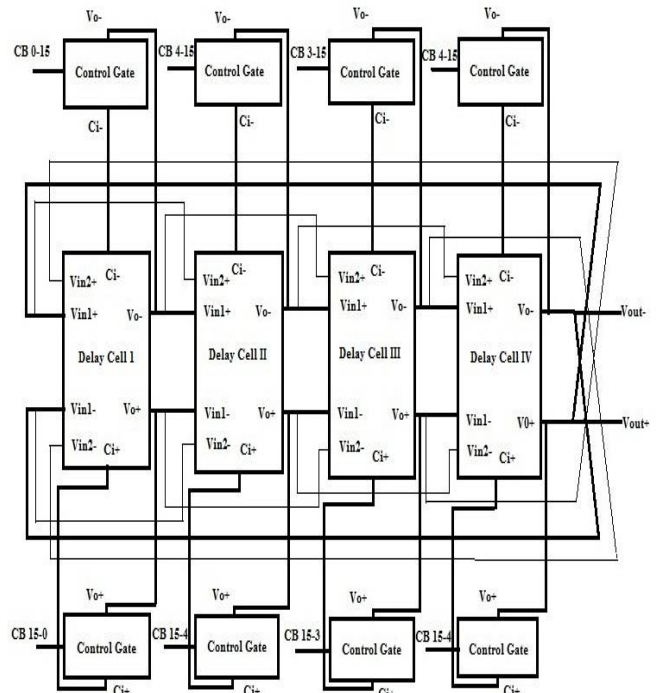 Vo- Vo- Vo- Vo-
CB 0-15 CB 4-15 CB 3-15 CB 4-15
Control Gate Control Gate Control Gate Control Gate
Ci- Ci- Ci- Ci-
Vin2+ Ci- Vin2+ Ci- Vin2+ Ci- Vin2+ Ci-
Vin1+ Vo- Vin1+ Vo- Vin1+ Vo- Vin1+ Vo- Vout-
Delay Cell 1 Delay Cell II Delay Cell III Delay Cell IV
Vin1- Vo+ Vin1- Vo+ Vin1- Vo+ Vin1- V0+ Vout+
Vin2- Ci+ Vin2- Ci+ Vin2- Ci+ Vin2- Ci+
Vo+ Vo+ Vo+ Vo+
CB 15-0 CB 15-4 CB 15-3 CB 15-4
Control Gate Control Gate Control Gate Control Gate
Ci+ Ci+ Ci+ Ci+